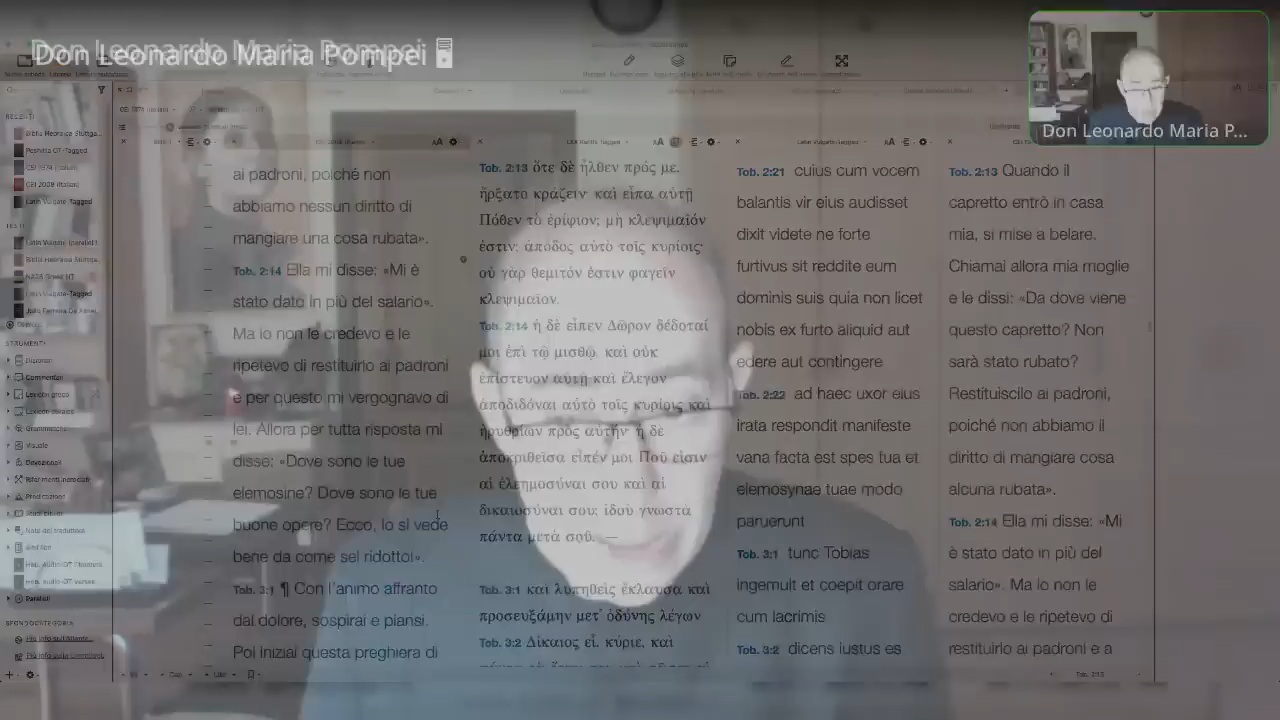 Don Leonardo Maria Pompei
Don Leonardo Maria P...
RECENTI
Peshitta OT-Tagged
CEI 2008 (Italian)
Latin Vulgate-Tagged
ai padroni, poiché non
abbiamo nessun diritto di
mangiare una cosa rubata».
Tob. 2:14 Ella mi disse: «Mi è
stato dato in più del salario».
Ma io non le credevo e le
ripetevo di restituirlo ai padroni
e per questo mi vergognavo di
lei. Allora per tutta risposta mi
disse: «Dove sono le tue
elemosine? Dove sono le tue
buone opere? Ecco, lo si vede
bene da come sei ridotto!».
Tob. 3:1 ¶ Con l'animo affranto
dal dolore, sospirai e piansi.
Poi iniziai questa preghiera di
Tob. 2:13 ὅτε δὲ ἦλθεν πρός με,
ἤρξατο κράζειν· καὶ εἶπα αὐτῇ
Πόθεν τὸ ἐρίφιον; μὴ κλεψιμαῖόν
ἐστιν; ἀπόδος αὐτὸ τοῖς κυρίοις·
οὐ γὰρ θεμιτόν ἐστιν φαγεῖν
κλεψιμαῖον.
Tob. 2:14 ἡ δὲ εἶπεν Δῶρον δέδοταί
μοι ἐπὶ τῷ μισθῷ. καὶ οὐκ
ἐπίστευον αὐτῇ καὶ ἔλεγον
ἀποδιδόναι αὐτὸ τοῖς κυρίοις καὶ
ἠρυθρίων πρὸς αὐτήν· ἡ δὲ
ἀποκριθεῖσα εἶπέν μοι Ποῦ εἰσιν
αἱ ἐλεημοσύναι σου καὶ αἱ
δικαιοσύναι σου; ἰδοὺ γνωστὰ
πάντα μετὰ σοῦ. —
Tob. 3:1 καὶ λυπηθεὶς ἔκλαυσα καὶ
προσευξάμην μετ' ὀδύνης λέγων
Tob. 3:2 Δίκαιος εἶ, κύριε, καὶ
Tob. 2:21 cuius cum vocem
balantis vir eius audisset
dixit videte ne forte
furtivus sit reddite eum
dominis suis quia non licet
nobis ex furto aliquid aut
edere aut contingere
Tob. 2:22 ad haec uxor eius
irata respondit manifeste
vana facta est spes tua et
elemosynae tuae modo
paruerunt
Tob. 3:1 tunc Tobias
ingemuit et coepit orare
cum lacrimis
Tob. 3:2 dicens iustus es
Tob. 2:13 Quando il
capretto entrò in casa
mia, si mise a belare.
Chiamai allora mia moglie
e le dissi: «Da dove viene
questo capretto? Non
sarà stato rubato?
Restituiscilo ai padroni,
poiché non abbiamo il
diritto di mangiare cosa
alcuna rubata».
Tob. 2:14 Ella mi disse: «Mi
è stato dato in più del
salario». Ma io non le
credevo e le ripetevo di
restituirlo ai padroni e a